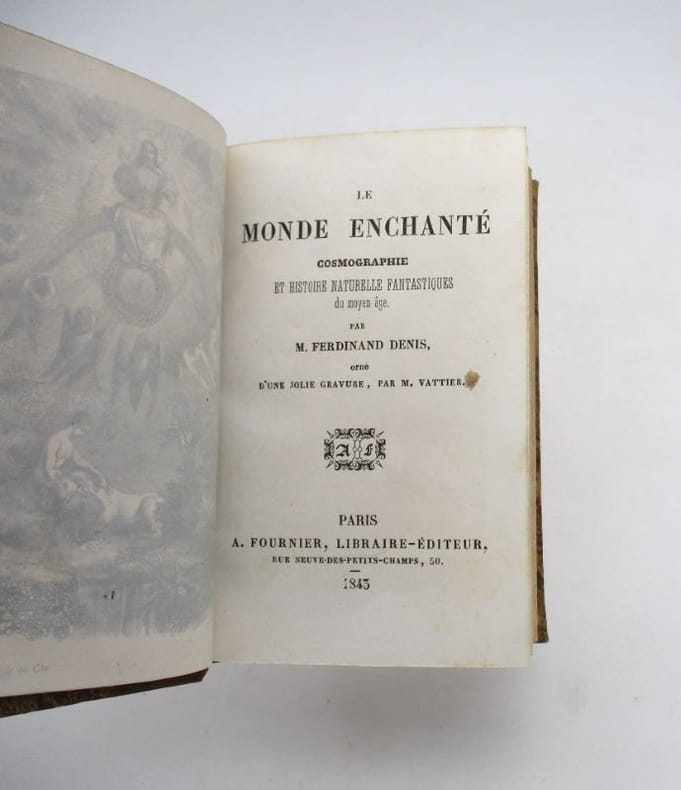 LE
MONDE ENCHANTÉ
COSMOGRAPHIE
ET HISTOIRE NATURELLE FANTASTIQUES
du moyen âge.
PAR
M. FERDINAND DENIS,
orné
D'UNE JOLIE GRAVURE, PAR M. VATTIER.
A F
PARIS
A. FOURNIER, LIBRAIRE-ÉDITEUR,
RUE NEUVE-DES-PETITS-CHAMPS, 50.
1843